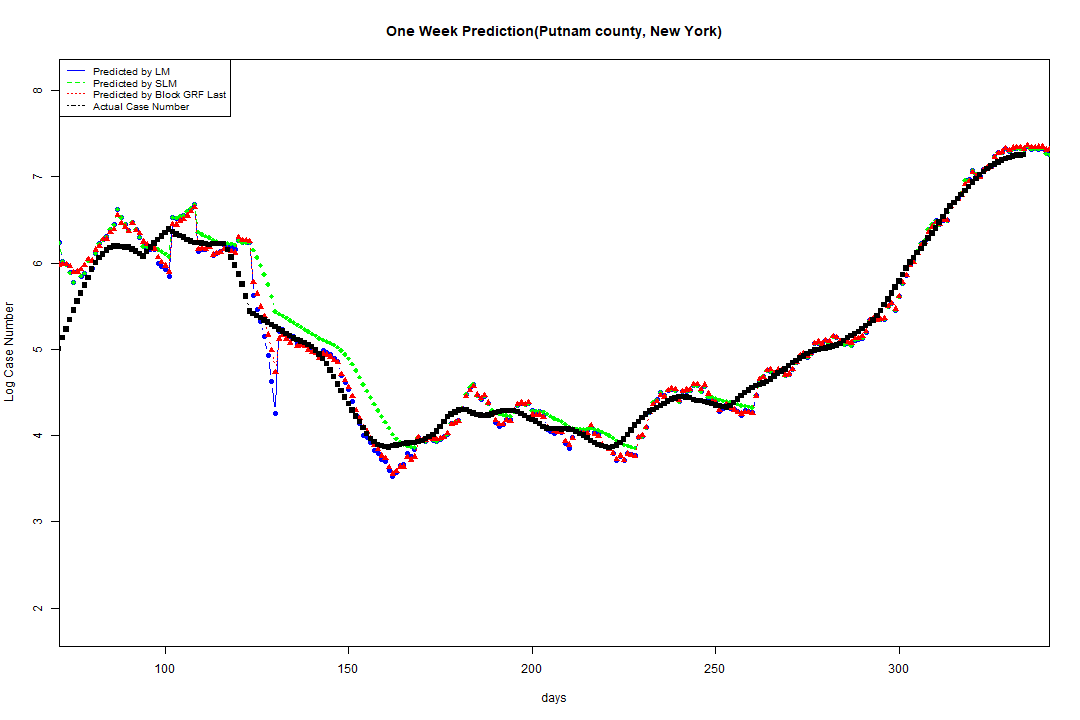 One Week Prediction(Putnam county, New York)
Predicted by LM
Predicted by SLM
Predicted by Block GRF Last
Actual Case Number
8
7
6
5
4
3
2
Log Case Number
100 150 200 250 300
days